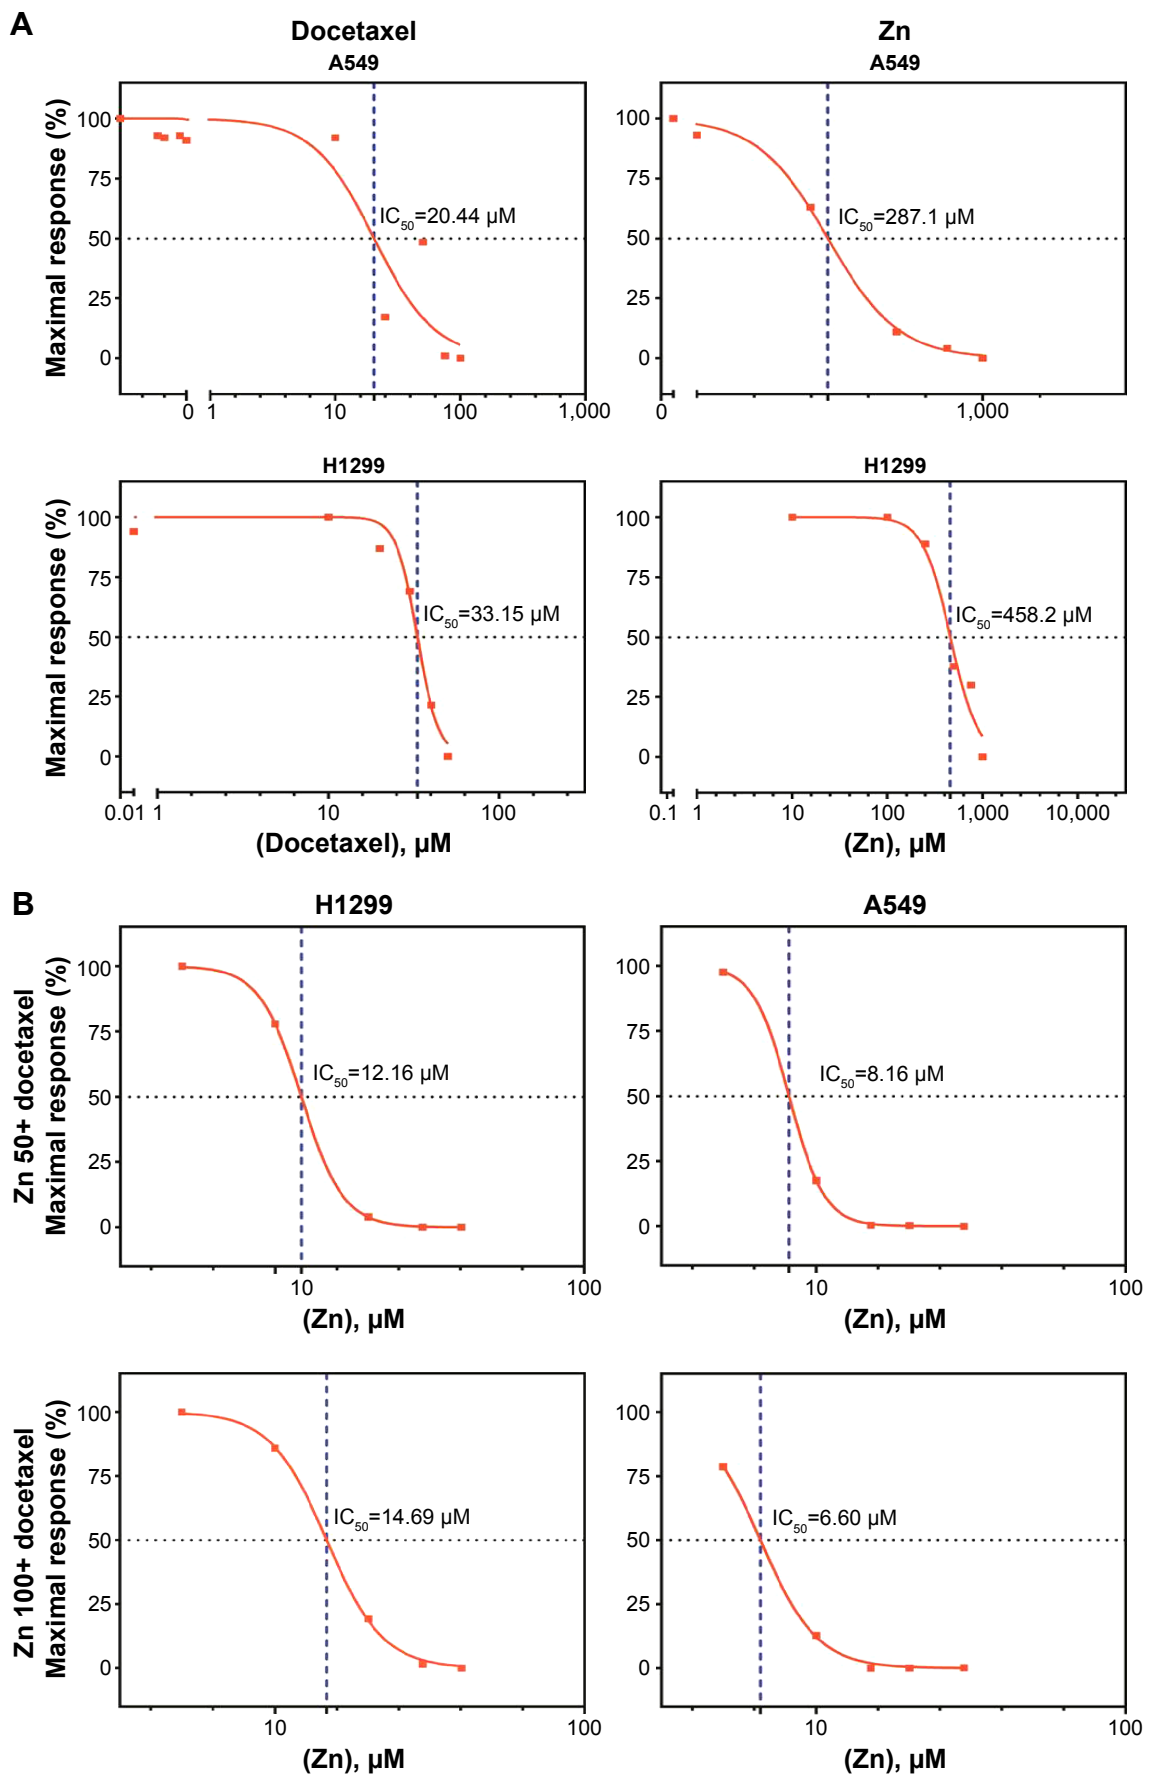 A
Docetaxel
Zn
A549
A549
Maximal response (%)
100
75
50
25
0
IC50=20.44 µM
0 1 10 100 1,000
100
75
50
25
0
IC50=287.1 µM
0 1,000
H1299
H1299
Maximal response (%)
100
75
50
25
0
IC50=33.15 µM
0.01 1 10 100
(Docetaxel), µM
100
75
50
25
0
IC50=458.2 µM
0.1 1 10 100 1,000 10,000
(Zn), µM
B
H1299
A549
Zn 50+ docetaxel
Maximal response (%)
100
75
50
25
0
IC50=12.16 µM
10 100
(Zn), µM
100
75
50
25
0
IC50=8.16 µM
10 100
(Zn), µM
Zn 100+ docetaxel
Maximal response (%)
100
75
50
25
0
IC50=14.69 µM
10 100
(Zn), µM
100
75
50
25
0
IC50=6.60 µM
10 100
(Zn), µM